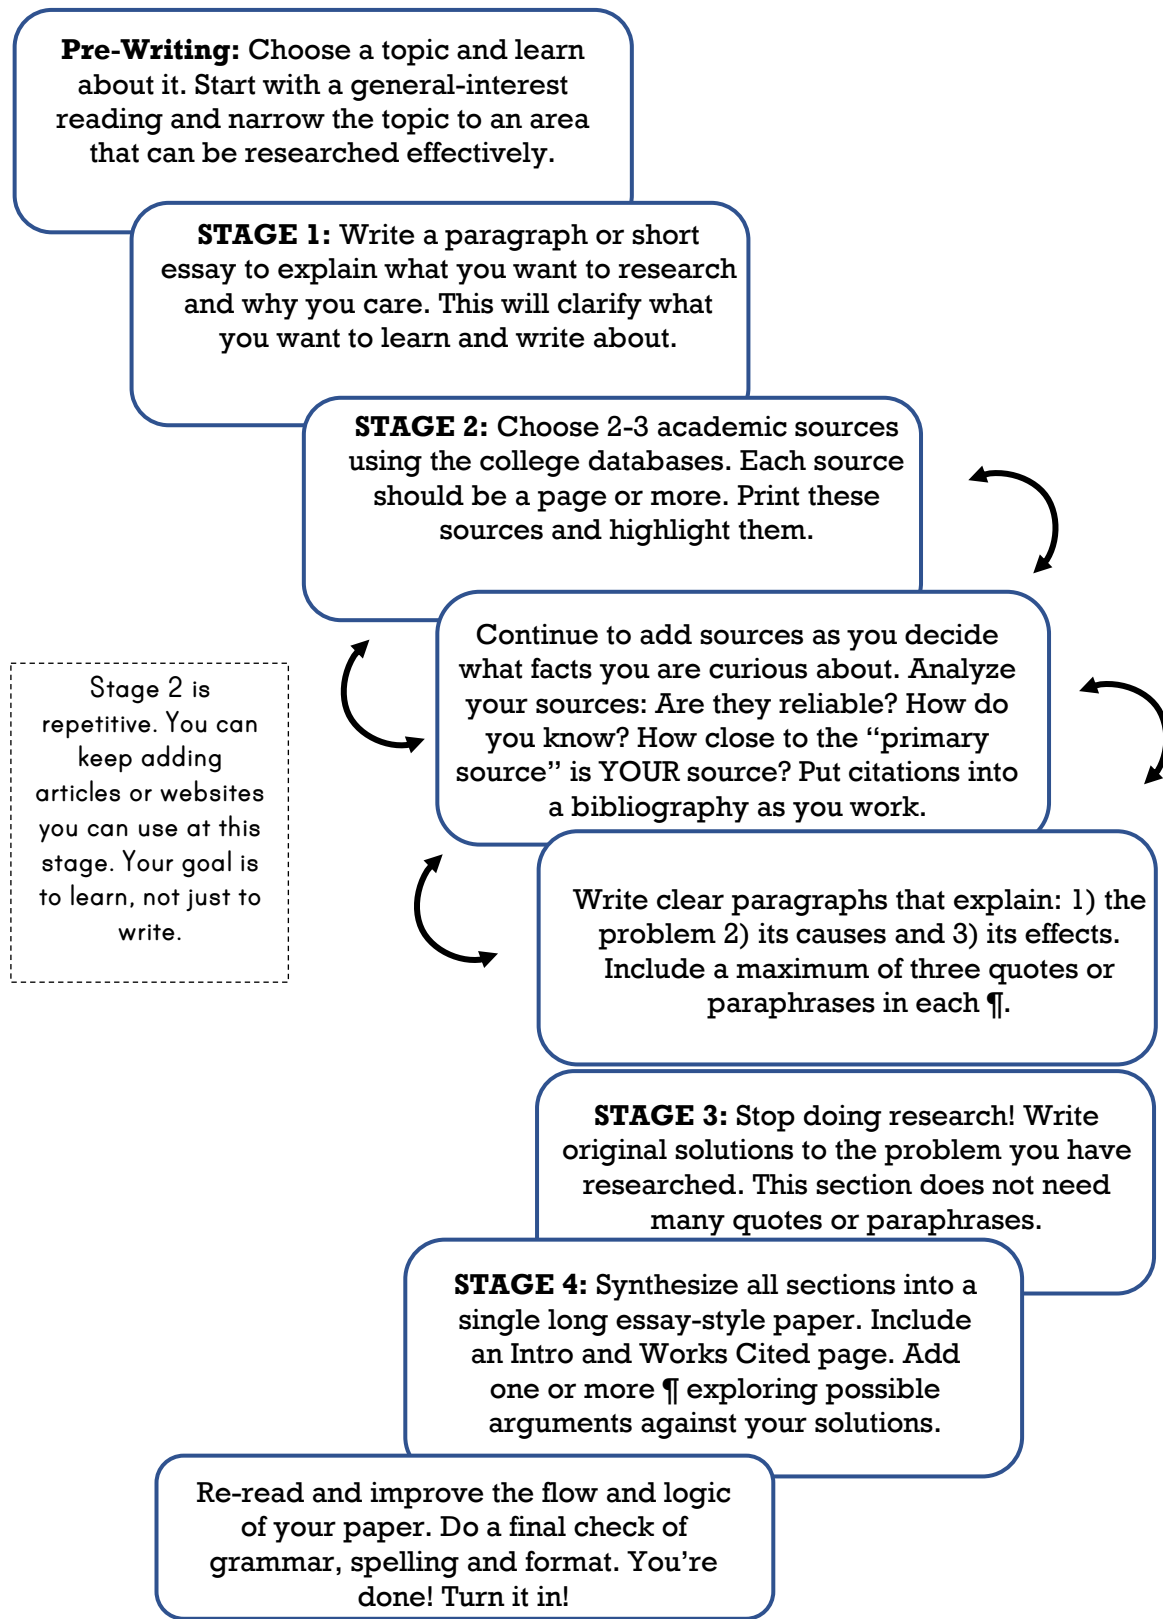 Pre-Writing: Choose a topic and learn
about it. Start with a general-interest
reading and narrow the topic to an area
that can be researched effectively.
STAGE 1: Write a paragraph or short
essay to explain what you want to research
and why you care. This will clarify what
you want to learn and write about.
STAGE 2: Choose 2-3 academic sources
using the college databases. Each source
should be a page or more. Print these
sources and highlight them.
Continue to add sources as you decide
what facts you are curious about. Analyze
your sources: Are they reliable? How do
you know? How close to the “primary
source” is YOUR source? Put citations into
a bibliography as you work.
Stage 2 is
repetitive. You can
keep adding
articles or websites
you can use at this
stage. Your goal is
to learn, not just to
write.
Write clear paragraphs that explain: 1) the
problem 2) its causes and 3) its effects.
Include a maximum of three quotes or
paraphrases in each ¶.
STAGE 3: Stop doing research! Write
original solutions to the problem you have
researched. This section does not need
many quotes or paraphrases.
STAGE 4: Synthesize all sections into a
single long essay-style paper. Include
an Intro and Works Cited page. Add
one or more ¶ exploring possible
arguments against your solutions.
Re-read and improve the flow and logic
of your paper. Do a final check of
grammar, spelling and format. You’re
done! Turn it in!